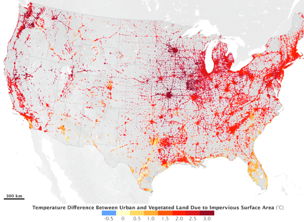 500 km
Temperature Difference Between Urban and Vegetated Land Due to Impervious Surface Area (°C)
-0.5 0 0.5 1.0 1.5 2.0 2.5 3.0